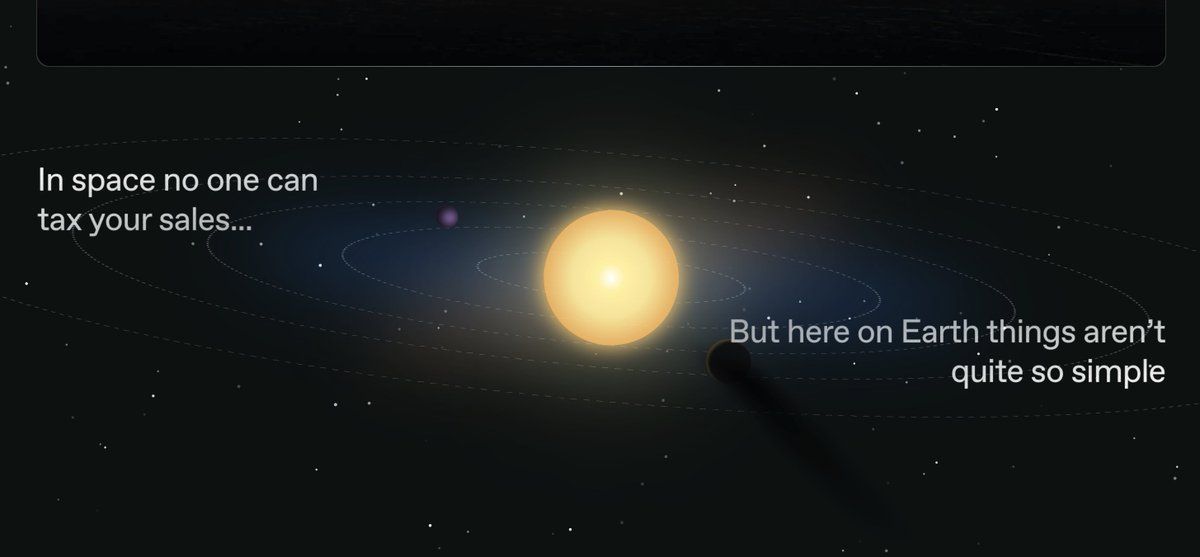 In space no one can
tax your sales...
But here on Earth things aren’t
quite so simple